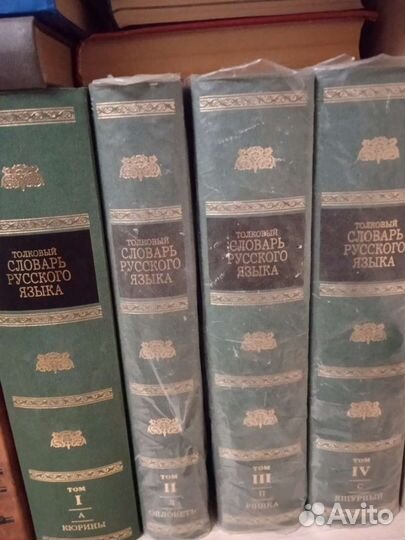 ТОЛКОВЫЙ
СЛОВАРЬ
РУССКОГО
ЯЗЫКА
ТОМ
I
А
КЮРИНЫ
ТОЛКОВЫЙ
СЛОВАРЬ
РУССКОГО
ЯЗЫКА
ТОМ
II
Л
ОЯЛОВЕТЬ
ТОЛКОВЫЙ
СЛОВАРЬ
РУССКОГО
ЯЗЫКА
ТОМ
III
П
РЯШКА
ТОЛКОВЫЙ
СЛОВАРЬ
РУССКОГО
ЯЗЫКА
ТОМ
IV
С
ЯЩУРНЫЙ
Avito